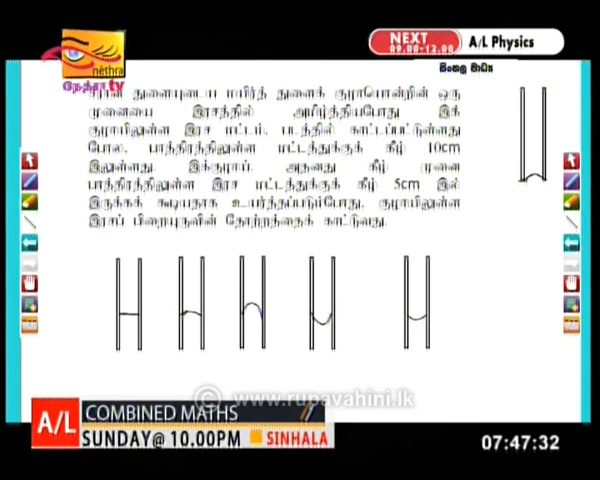 NEXT
09.00-12.00
A/L Physics
සිංහල මාධ්‍ය
nethra
நேத்ரா.tv
துளையுடைய மயிர்த் துளைக் குழாயொன்றின் ஒரு
முனையை இரசத்தில் அமிழ்த்தியபோது இக்
குழாயிலுள்ள இரச மட்டம், படத்தில் காட்டப்பட்டுள்ளது
போல, பாத்திரத்திலுள்ள மட்டத்துக்குக் கீழ் 10cm
இலுள்ளது. இக்குழாய் அதனது கீழ் முனை
பாத்திரத்திலுள்ள இரச மட்டத்துக்குக் கீழ் 5cm இல்
இருக்கக் கூடியதாக உயர்த்தப்படும்போது, குழாயிலுள்ள
இரசப் பிறையுருவின் தோற்றத்தைக் காட்டுவது.
© www.rupavahini.lk
A/L
COMBINED MATHS
SUNDAY@ 10.00PM
SINHALA
07:47:32